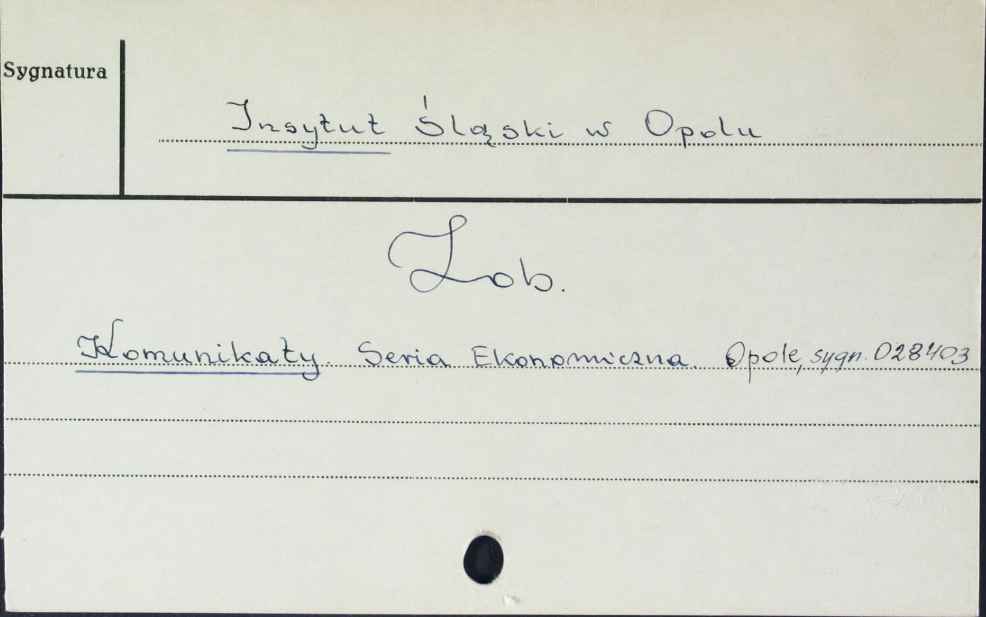 Sygnatura
Insytut Śląski w Opolu
Zob.
Komunikaty. Seria Ekonomiczna. Opole, sygn. 028403